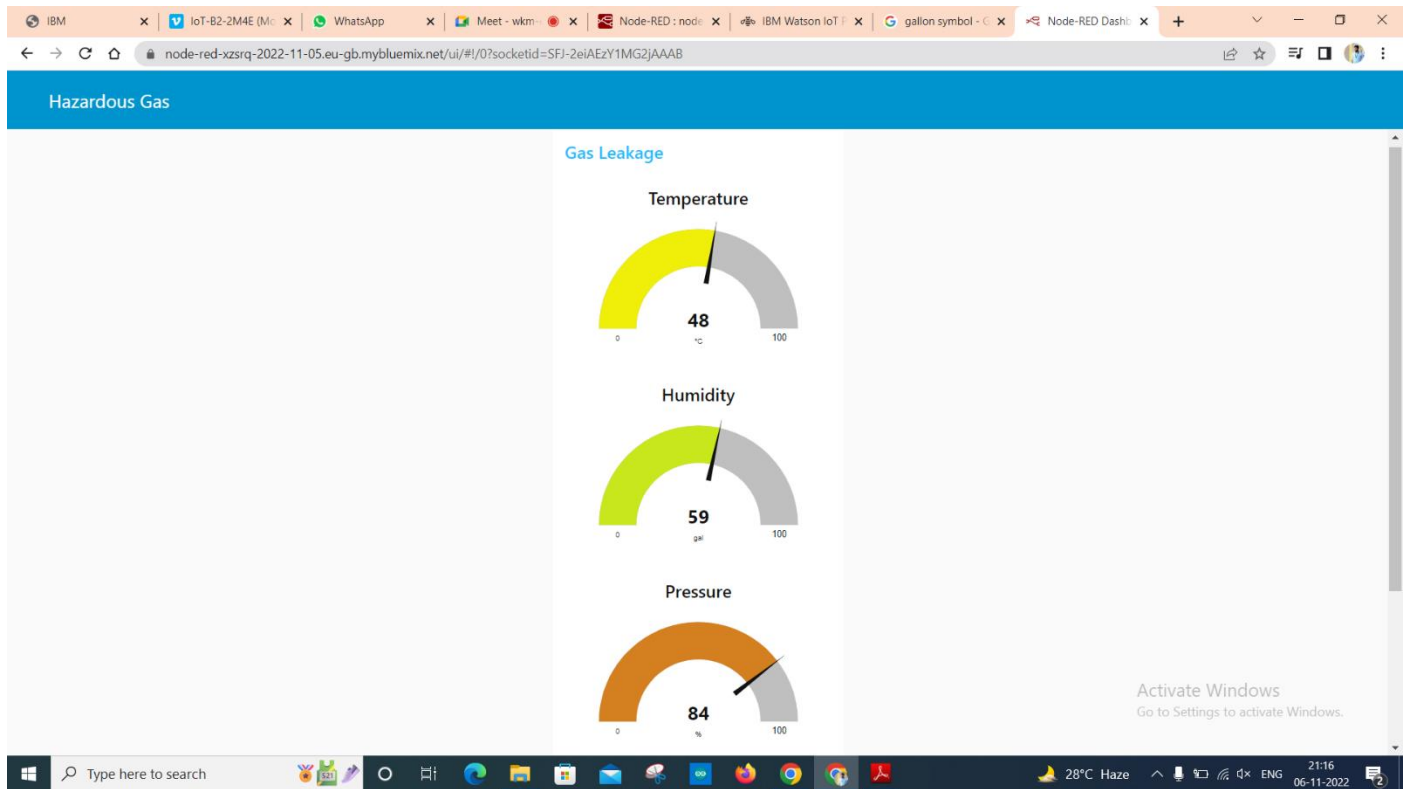 IBM
IoT-B2-2M4E (Mo
WhatsApp
Meet - wkm-
Node-RED : node
IBM Watson IoT P
gallon symbol - G
Node-RED Dashb
node-red-xzsrq-2022-11-05.eu-gb.mybluemix.net/ui/#!/0?socketid=SFJ-2eiAEzY1MG2jAAAB
Hazardous Gas
Gas Leakage
Temperature
48
0 °C 100
Humidity
59
0 gal 100
Pressure
84
0 % 100
Activate Windows
Go to Settings to activate Windows.
Type here to search
28°C Haze
ENG
21:16
06-11-2022
2